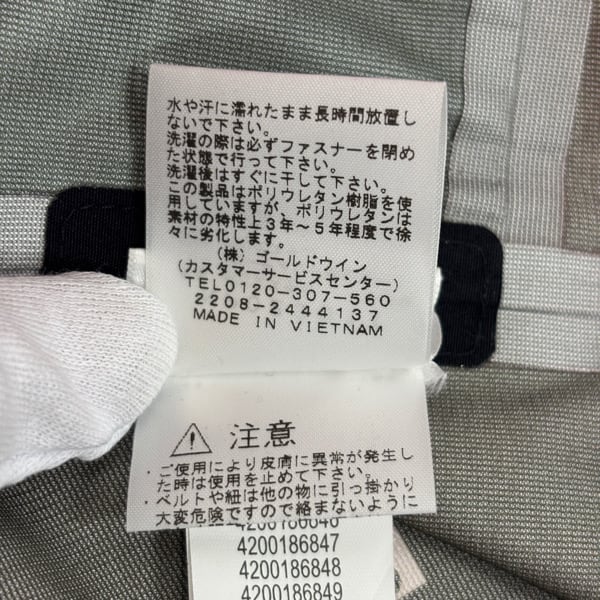 水や汗に濡れたまま長時間放置し
ないで下さい。
洗濯の際は必ずファスナーを閉め
た状態で行って下さい。
洗濯後はすぐに干して下さい。
この製品はポリウレタン樹脂を使
用していますが、ポリウレタンは
素材の特性上3年～5年程度で徐
々に劣化します。
(株)ゴールドウイン
(カスタマーサービスセンター)
TEL0120-307-560
2208-2444137
MADE IN VIETNAM
注意
・ご使用により皮膚に異常が発生し
た時は使用を止めて下さい。
・ベルトや紐は他の物に引っ掛かり
大変危険ですので絡まないように
4200186846
4200186847
4200186848
4200186849